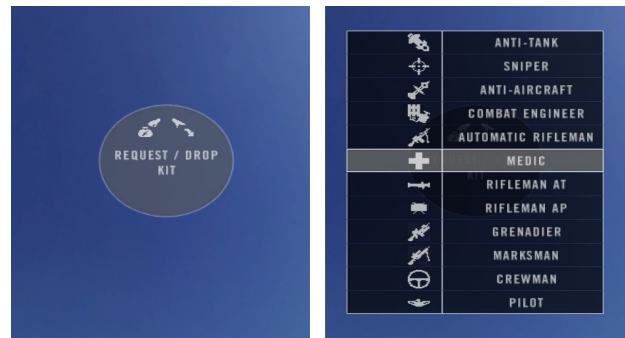 REQUEST / DROP
KIT
ANTI-TANK
SNIPER
ANTI-AIRCRAFT
COMBAT ENGINEER
AUTOMATIC RIFLEMAN
MEDIC
RIFLEMAN AT
RIFLEMAN AP
GRENADIER
MARKSMAN
CREWMAN
PILOT